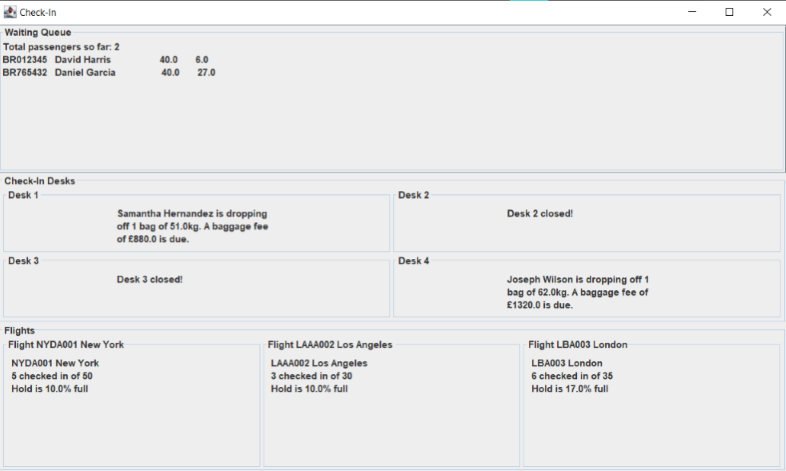 Check-In
Waiting Queue
Total passengers so far: 2
BR012345 David Harris 40.0 6.0
BR765432 Daniel Garcia 40.0 27.0
Check-In Desks
Desk 1
Samantha Hernandez is dropping
off 1 bag of 51.0kg. A baggage fee
of £880.0 is due.
Desk 2
Desk 2 closed!
Desk 3
Desk 3 closed!
Desk 4
Joseph Wilson is dropping off 1
bag of 62.0kg. A baggage fee of
£1320.0 is due.
Flights
Flight NYDA001 New York
NYDA001 New York
5 checked in of 50
Hold is 10.0% full
Flight LAAA002 Los Angeles
LAAA002 Los Angeles
3 checked in of 30
Hold is 10.0% full
Flight LBA003 London
LBA003 London
6 checked in of 35
Hold is 17.0% full